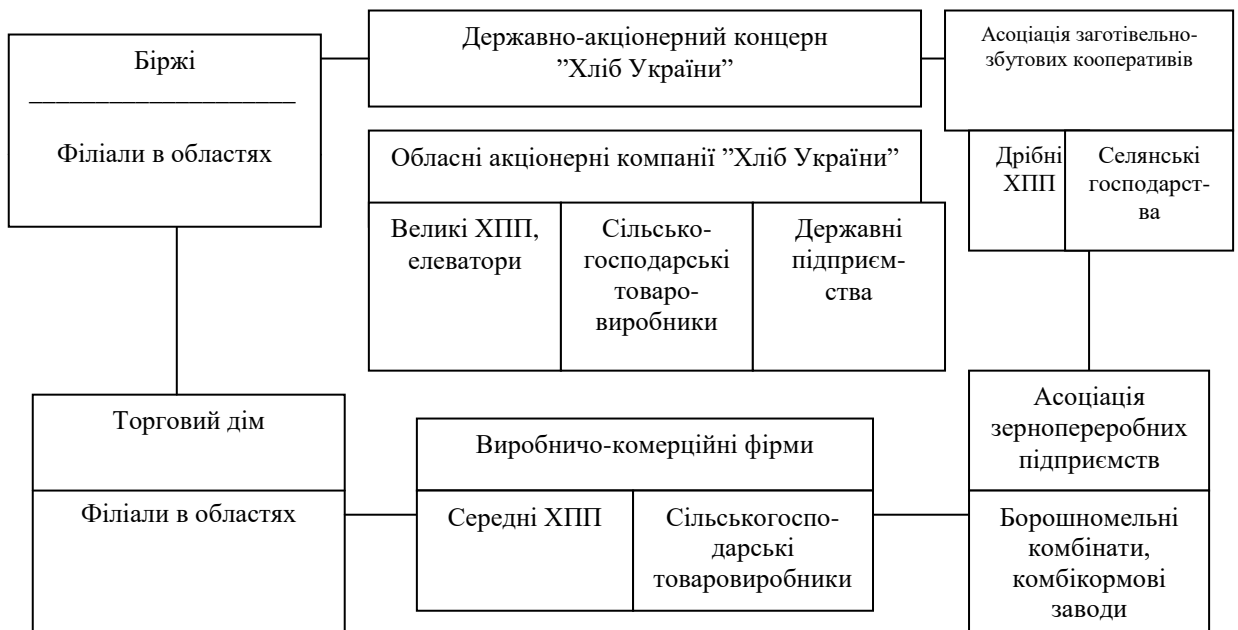 Біржі
____________________
Філіали в областях
Державно-акціонерний концерн
”Хліб України”
Асоціація заготівельно-
збутових кооперативів
Дрібні
ХПП
Селянські
господарст-
ва
Обласні акціонерні компанії ”Хліб України”
Великі ХПП,
елеватори
Сільсько-
господарські
товаро-
виробники
Державні
підприєм-
ства
Торговий дім
Філіали в областях
Виробничо-комерційні фірми
Середні ХПП
Сільськогоспо-
дарські
товаровиробники
Асоціація
зернопереробних
підприємств
Борошномельні
комбінати,
комбікормові
заводи